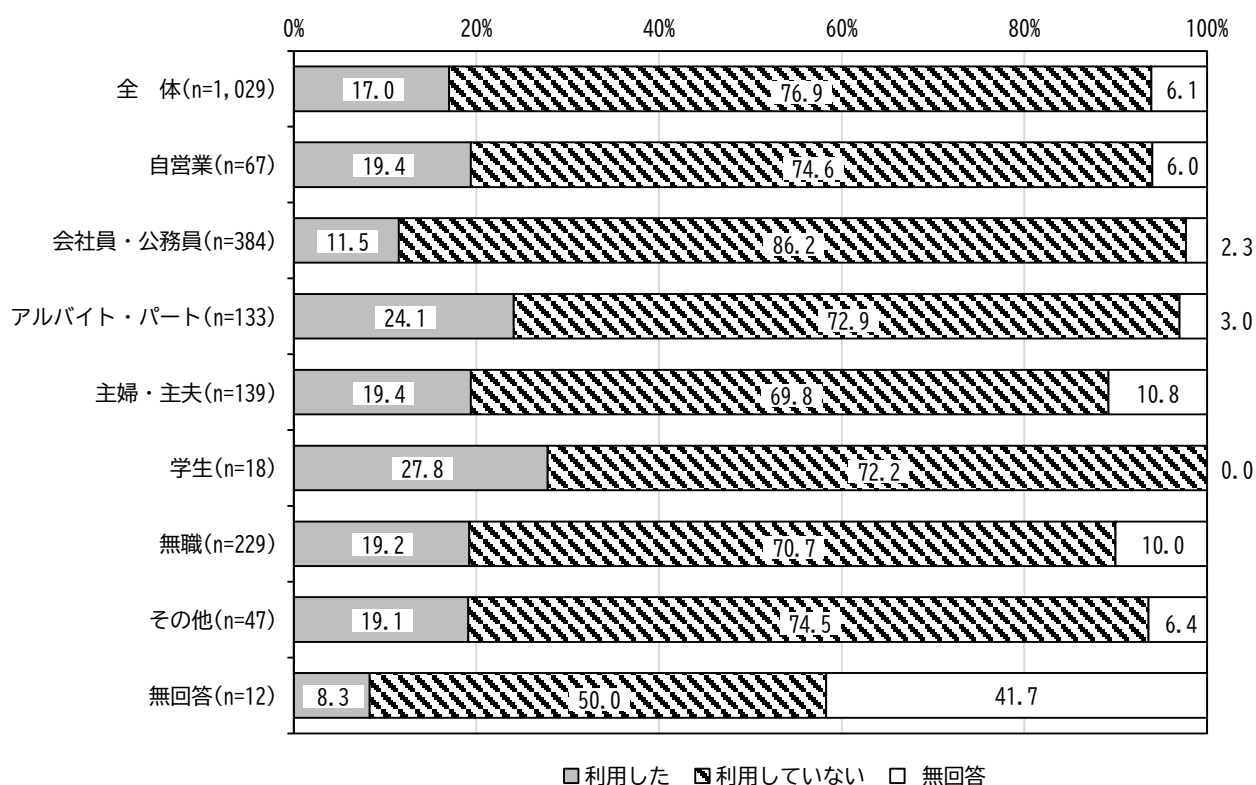 0% 20% 40% 60% 80% 100%
全　体(n=1,029) 17.0 76.9 6.1
自営業(n=67) 19.4 74.6 6.0
会社員・公務員(n=384) 11.5 86.2 2.3
アルバイト・パート(n=133) 24.1 72.9 3.0
主婦・主夫(n=139) 19.4 69.8 10.8
学生(n=18) 27.8 72.2 0.0
無職(n=229) 19.2 70.7 10.0
その他(n=47) 19.1 74.5 6.4
無回答(n=12) 8.3 50.0 41.7
利用した 利用していない 無回答